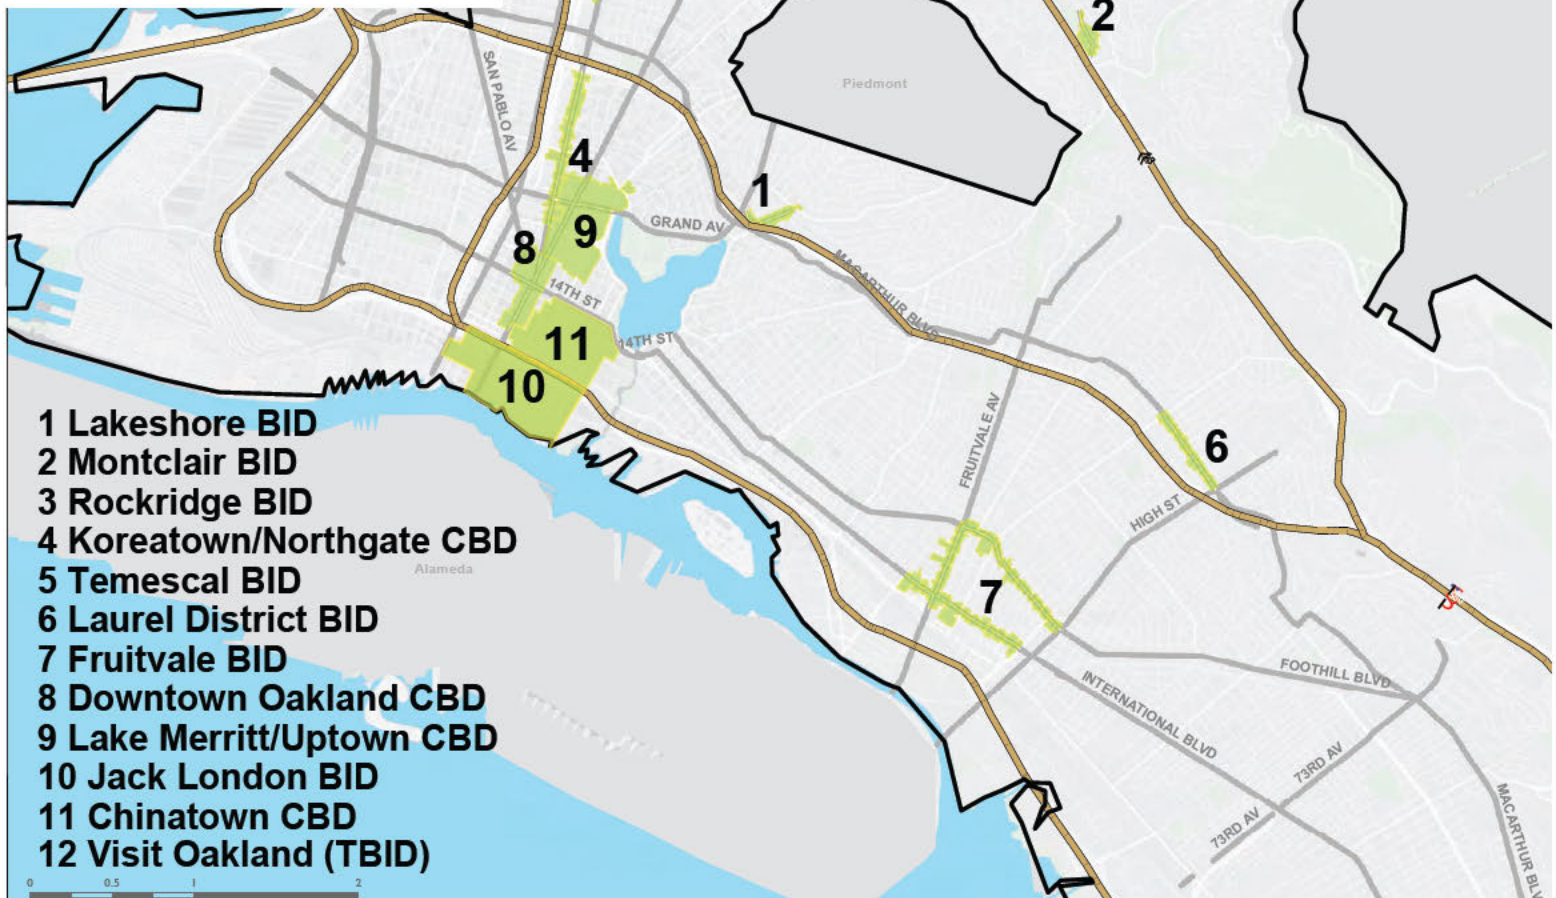 2
Piedmont
SAN PABLO AV
4
1
GRAND AV
9
8
MACARTHUR BLVD
14TH ST
11
14TH ST
10
FRUITVALE AV
6
HIGH ST
7
1 Lakeshore BID
2 Montclair BID
3 Rockridge BID
4 Koreatown/Northgate CBD
5 Temescal BID
Alameda
6 Laurel District BID
7 Fruitvale BID
8 Downtown Oakland CBD
9 Lake Merritt/Uptown CBD
10 Jack London BID
11 Chinatown CBD
12 Visit Oakland (TBID)
FOOTHILL BLVD
INTERNATIONAL BLVD
73RD AV
73RD AV
MACARTHUR BLV
0 0.5 1 2